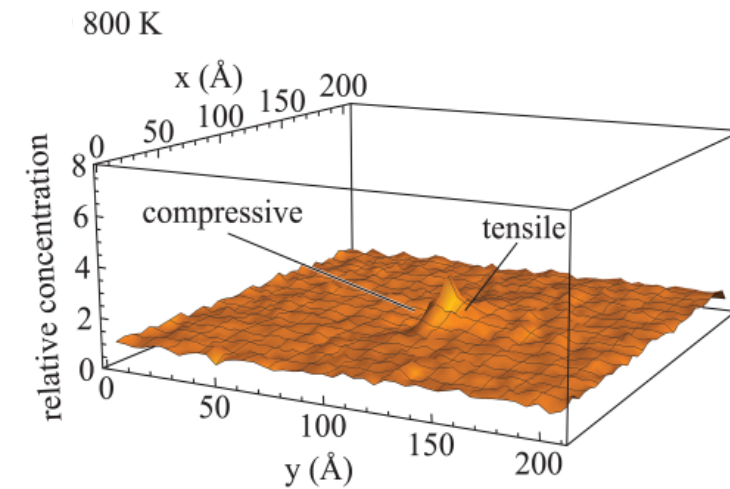 800 K
x (Å)
0 50 100 150 200
relative concentration
8
6
4
2
0
compressive
tensile
0 50 100 150 200
y (Å)